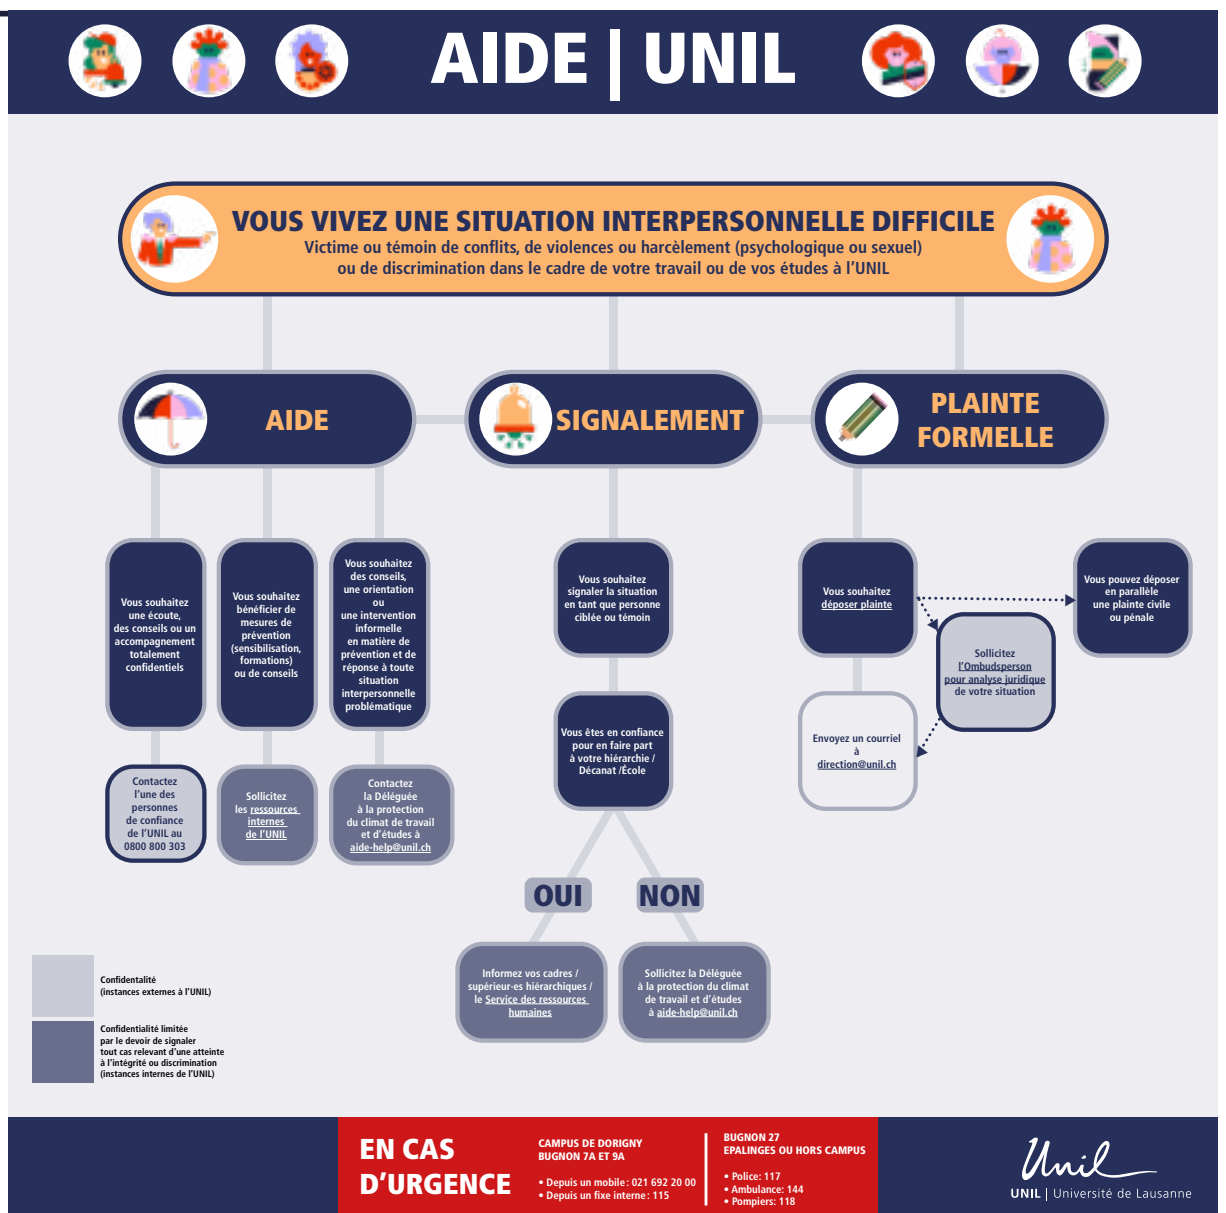 AIDE | UNIL
VOUS VIVEZ UNE SITUATION INTERPERSONNELLE DIFFICILE
Victime ou témoin de conflits, de violences ou harcèlement (psychologique ou sexuel)
ou de discrimination dans le cadre de votre travail ou de vos études à l'UNIL
AIDE
SIGNALEMENT
PLAINTE
FORMELLE
Vous souhaitez
une écoute,
des conseils ou un
accompagnement
totalement
confidentiels
Vous souhaitez
bénéficier de
mesures de
prévention
(sensibilisation,
formations)
ou de conseils
Vous souhaitez
des conseils,
une orientation
ou
une intervention
informelle
en matière de
prévention et de
réponse à toute
situation
interpersonnelle
problématique
Vous souhaitez
signaler la situation
en tant que personne
ciblée ou témoin
Vous souhaitez
déposer plainte
Vous pouvez déposer
en parallèle
une plainte civile
ou pénale
Sollicitez
l'Ombudsperson
pour analyse juridique
de votre situation
Contactez
l'une des
personnes
de confiance
de l'UNIL au
0800 800 303
Sollicitez
les ressources
internes
de l'UNIL
Contactez
la Déléguée
à la protection
du climat de travail
et d'études à
aide-help@unil.ch
Vous êtes en confiance
pour en faire part
à votre hiérarchie /
Décanat /École
Envoyez un courriel
à
direction@unil.ch
OUI
NON
Informez vos cadres /
supérieur·es hiérarchiques /
le Service des ressources
humaines
Sollicitez la Déléguée
à la protection du climat
de travail et d'études
à aide-help@unil.ch
Confidentalité
(instances externes à l'UNIL)
Confidentialité limitée
par le devoir de signaler
tout cas relevant d'une atteinte
à l'intégrité ou discrimination
(instances internes de l'UNIL)
EN CAS
D'URGENCE
CAMPUS DE DORIGNY
BUGNON 7A ET 9A
• Depuis un mobile: 021 692 20 00
• Depuis un fixe interne: 115
BUGNON 27
EPALINGES OU HORS CAMPUS
• Police: 117
• Ambulance: 144
• Pompiers: 118
Unil
UNIL | Université de Lausanne